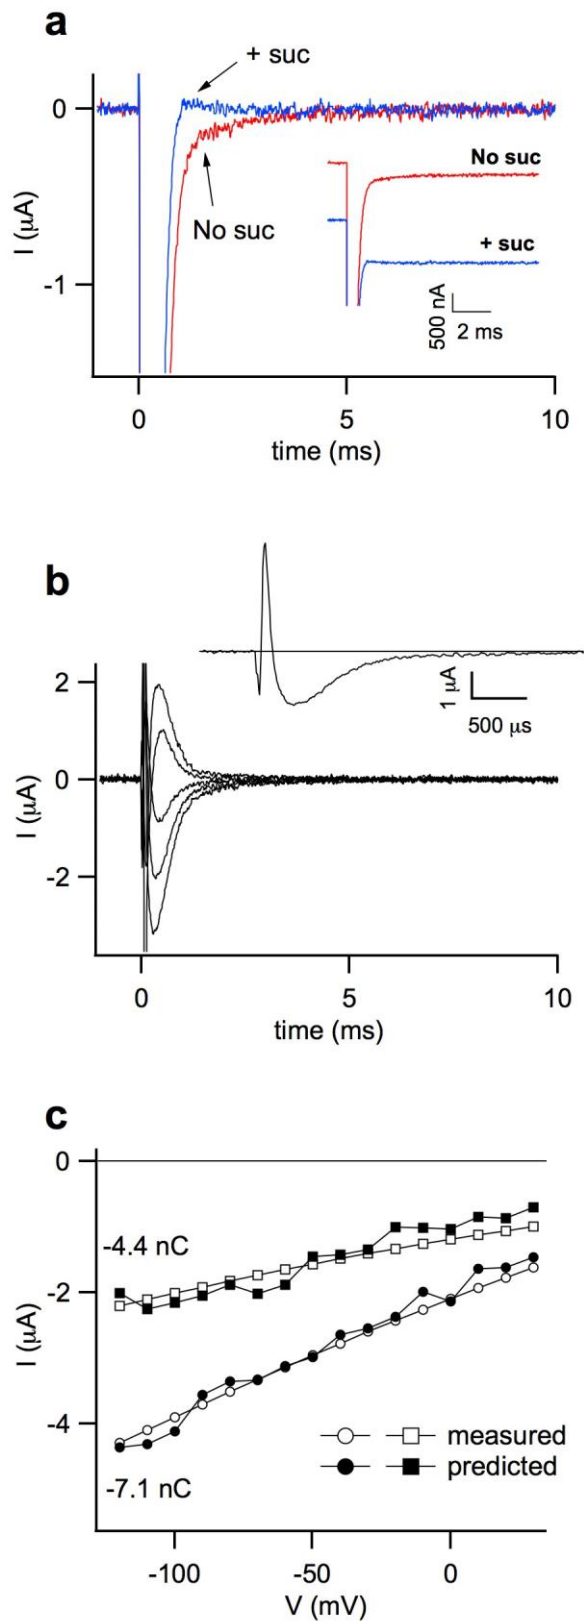 a
+ suc
0
No suc
No suc
+ suc
I (μA)
-1
500 nA
2 ms
0
5
10
time (ms)
b
1 μA
500 μs
2
0
I (μA)
-2
0
5
10
time (ms)
c
0
-4.4 nC
-2
I (μA)
-4
measured
predicted
-7.1 nC
-100
-50
0
V (mV)